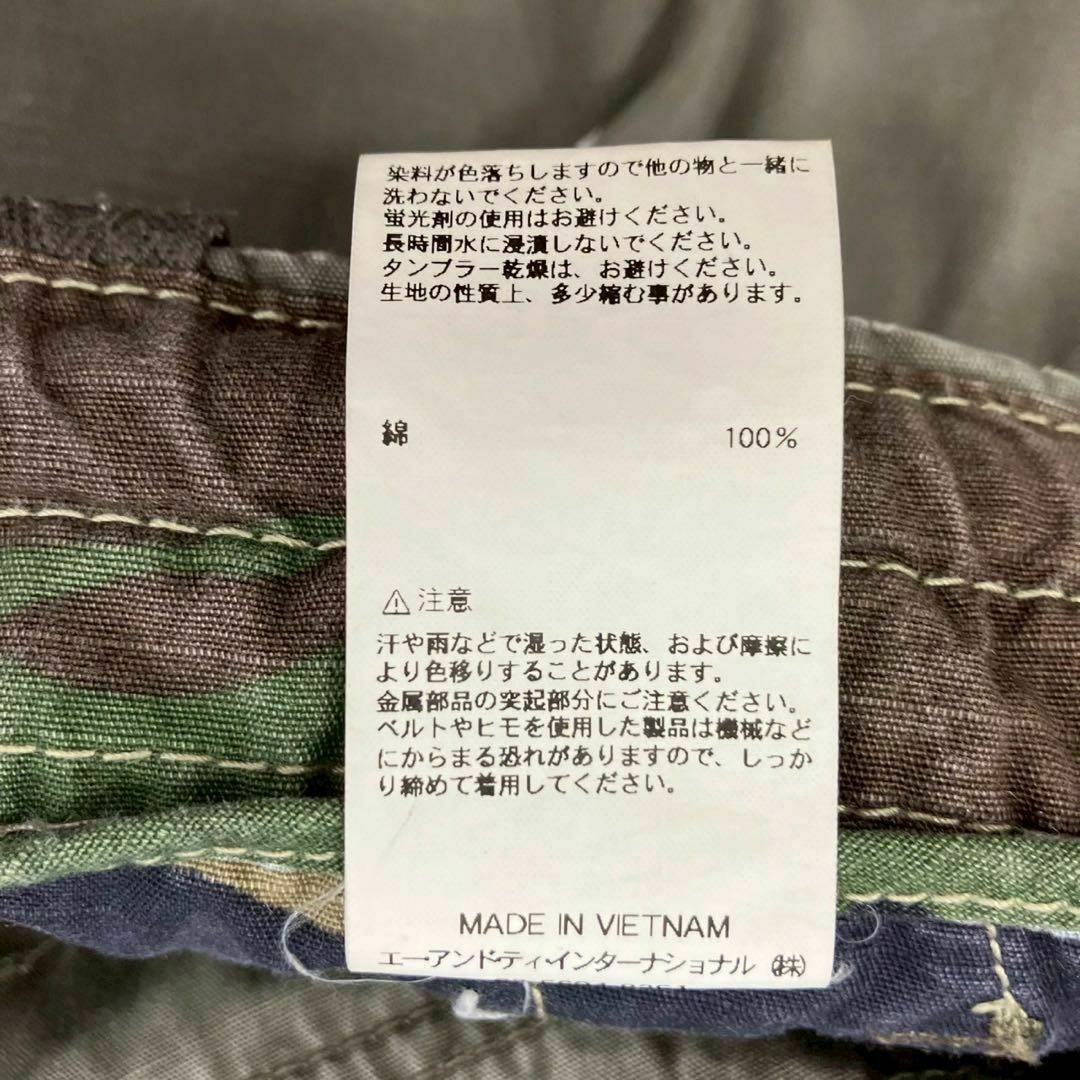 染料が色落ちしますので他の物と一緒に
洗わないでください。
蛍光剤の使用はお避けください。
長時間水に浸漬しないでください。
タンブラー乾燥は、お避けください。
生地の性質上、多少縮む事があります。
綿 100%
⚠ 注意
汗や雨などで湿った状態、および摩擦に
より色移りすることがあります。
金属部品の突起部分にご注意ください。
ベルトやヒモを使用した製品は機械など
にからまる恐れがありますので、しっか
り締めて着用してください。
MADE IN VIETNAM
エー・アンド・ティ・インターナショナル ㈱